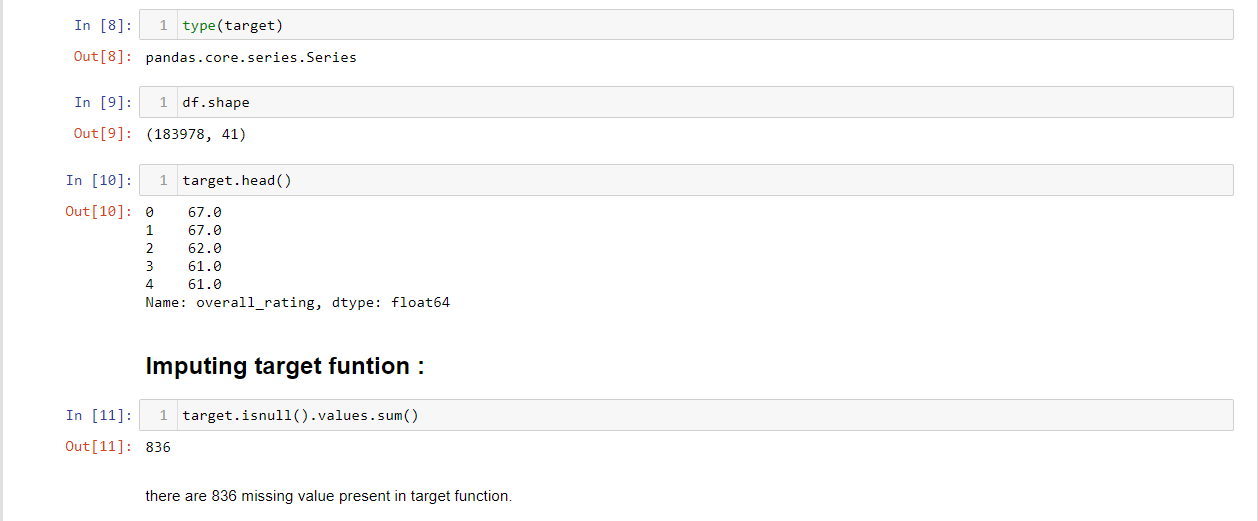 In [8]: 1 type(target)
Out[8]: pandas.core.series.Series
In [9]: 1 df.shape
Out[9]: (183978, 41)
In [10]: 1 target.head()
Out[10]: 0 67.0
1 67.0
2 62.0
3 61.0
4 61.0
Name: overall_rating, dtype: float64
Imputing target funtion :
In [11]: 1 target.isnull().values.sum()
Out[11]: 836
there are 836 missing value present in target function.